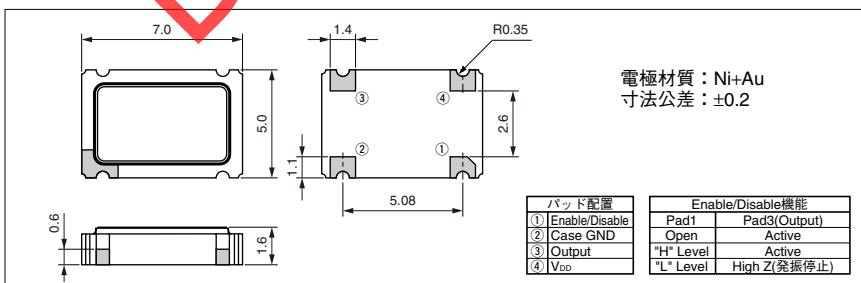 7.0
1.4
R0.35
電極材質：Ni+Au
寸法公差：±0.2
③
④
5.0
2.6
②
①
1.1
5.08
0.6
1.6
パッド配置
① Enable/Disable
② Case GND
③ Output
④ VDD
Enable/Disable機能
Pad1 Pad3(Output)
Open Active
"H" Level Active
"L" Level High Z(発振停止)